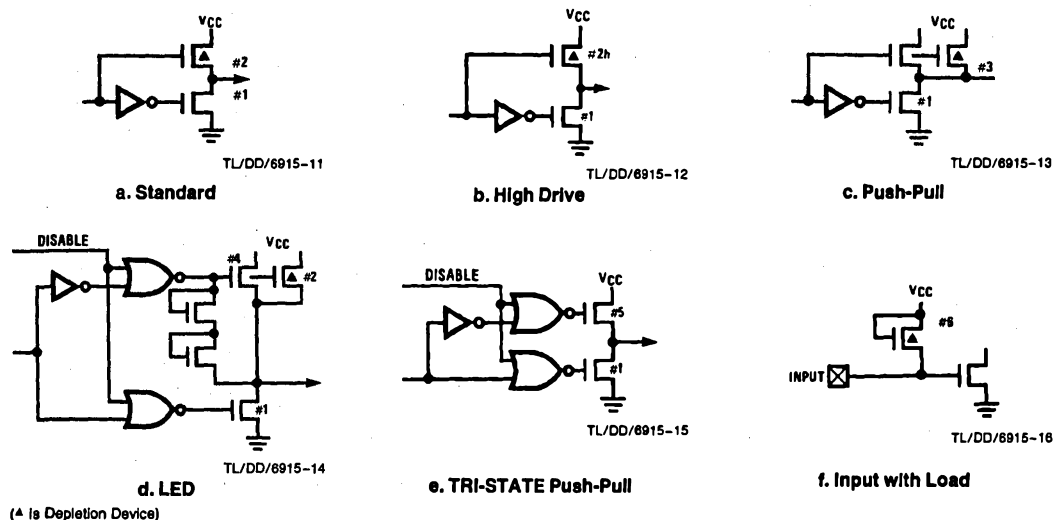 VCC
#2
#1
TL/DD/6915-11
a. Standard
VCC
#2h
#1
TL/DD/6915-12
b. High Drive
VCC
#3
#1
TL/DD/6915-13
c. Push-Pull
DISABLE
VCC
#4
#2
#1
TL/DD/6915-14
d. LED
DISABLE
VCC
#5
#1
TL/DD/6915-15
e. TRI-STATE Push-Pull
VCC
#6
INPUT
TL/DD/6915-16
f. Input with Load
(▲ is Depletion Device)